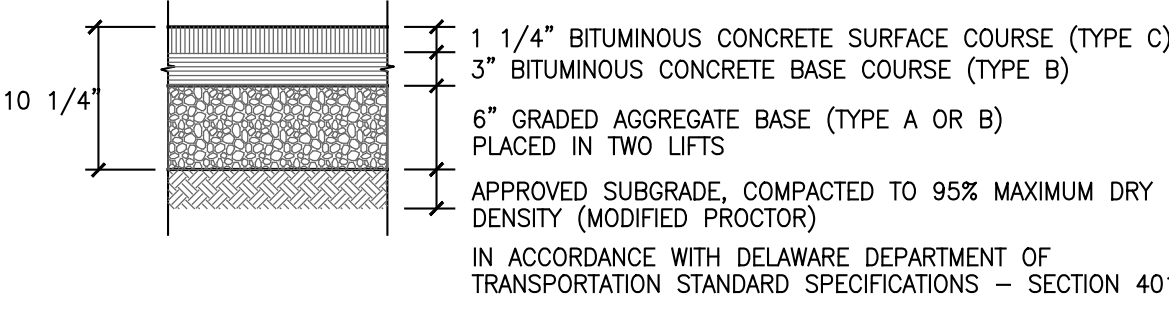 1 1/4” BITUMINOUS CONCRETE SURFACE COURSE (TYPE C)
3” BITUMINOUS CONCRETE BASE COURSE (TYPE B)
10 1/4”
6” GRADED AGGREGATE BASE (TYPE A OR B)
PLACED IN TWO LIFTS
APPROVED SUBGRADE, COMPACTED TO 95% MAXIMUM DRY
DENSITY (MODIFIED PROCTOR)
IN ACCORDANCE WITH DELAWARE DEPARTMENT OF
TRANSPORTATION STANDARD SPECIFICATIONS – SECTION 401